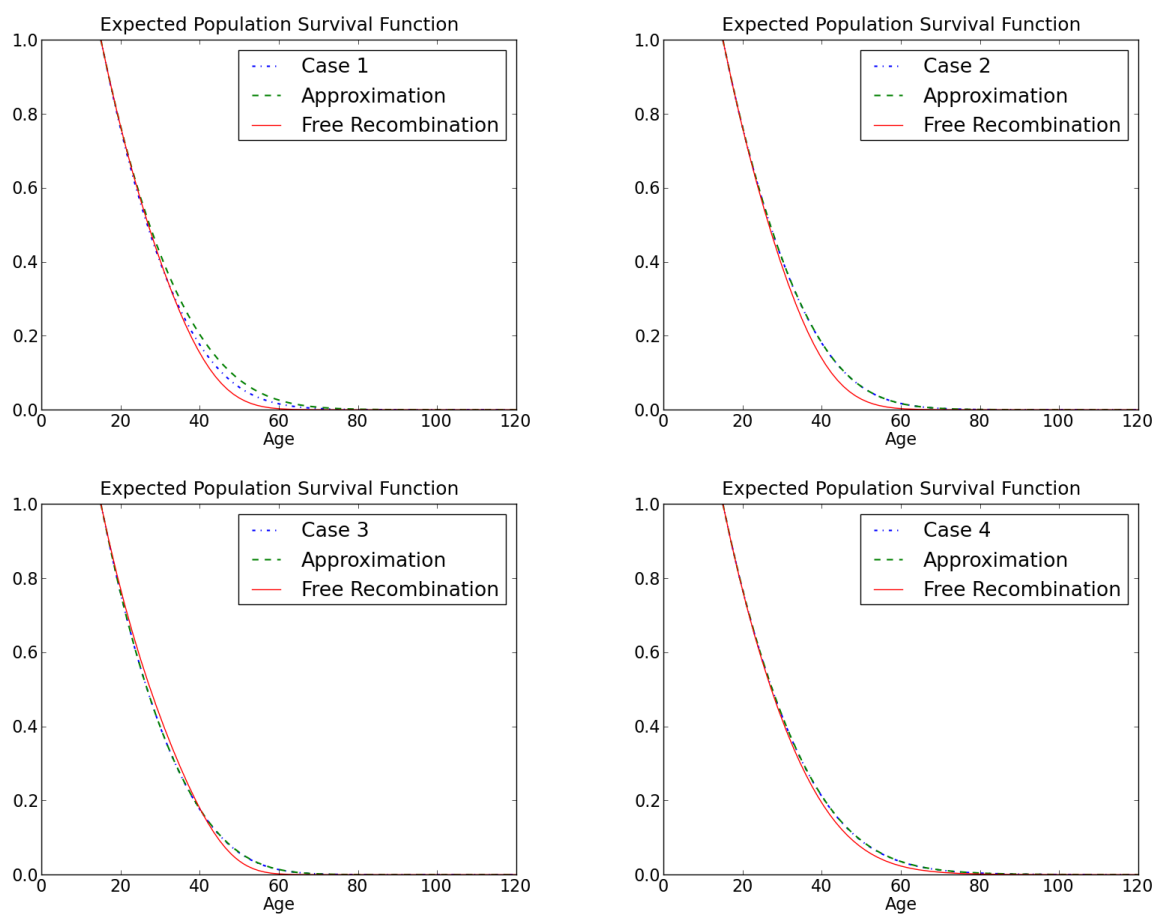 Expected Population Survival Function
1.0
0.8
0.6
0.4
0.2
0.0
Case 1
Approximation
Free Recombination
0 20 40 60 80 100 120
Age
Expected Population Survival Function
1.0
0.8
0.6
0.4
0.2
0.0
Case 2
Approximation
Free Recombination
0 20 40 60 80 100 120
Age
Expected Population Survival Function
1.0
0.8
0.6
0.4
0.2
0.0
Case 3
Approximation
Free Recombination
0 20 40 60 80 100 120
Age
Expected Population Survival Function
1.0
0.8
0.6
0.4
0.2
0.0
Case 4
Approximation
Free Recombination
0 20 40 60 80 100 120
Age